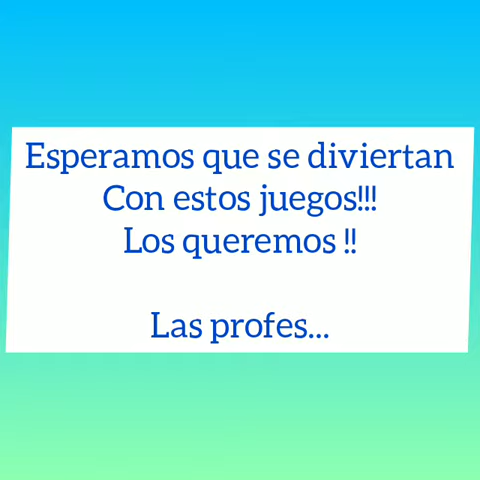 Esperamos que se diviertan
Con estos juegos!!!
Los queremos !!
Las profes...